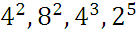 4², 8², 4³, 2⁵